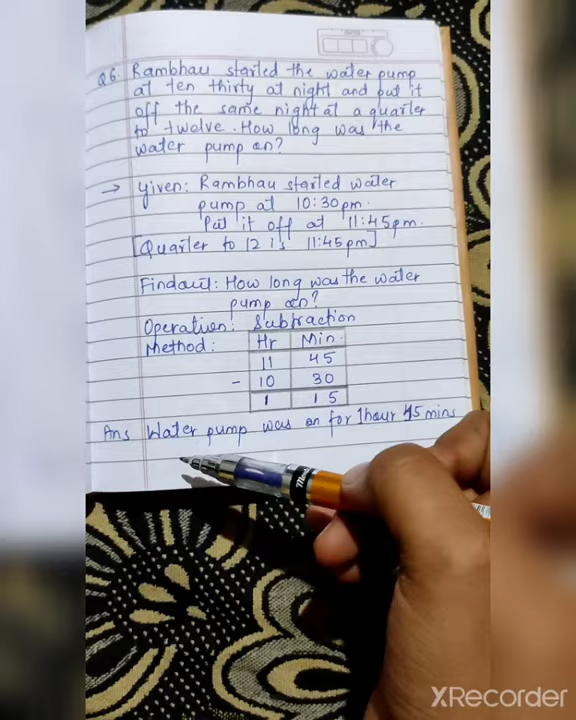 Q6. Rambhau started the water pump
at ten thirty at night and put it
off the same night at a quarter
to twelve. How long was the
water pump on?
→ Given: Rambhau started water
pump at 10:30pm.
Put it off at 11:45pm.
[Quarter to 12 is 11:45pm]
Findout: How long was the water
pump on?
Operation: Subtraction
Method: Hr Min.
11 45
- 10 30
1 15
Ans Water pump was on for 1hour 45 mins
XRecorder